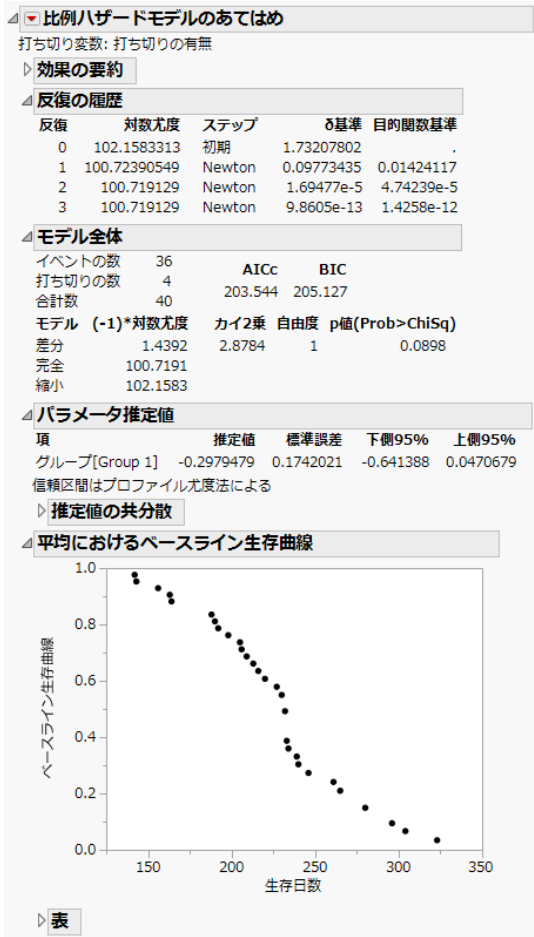 比例ハザードモデルのあてはめ
打ち切り変数: 打ち切りの有無
効果の要約
反復の履歴
反復 対数尤度 ステップ δ基準 目的関数基準
0 102.1583313 初期 1.73207802 .
1 100.72390549 Newton 0.09773435 0.01424117
2 100.719129 Newton 1.69477e-5 4.74239e-5
3 100.719129 Newton 9.8605e-13 1.4258e-12
モデル全体
イベントの数 36
打ち切りの数 4
合計数 40
AICc BIC
203.544 205.127
モデル (-1)*対数尤度 カイ2乗 自由度 p値(Prob>ChiSq)
差分 1.4392 2.8784 1 0.0898
完全 100.7191
縮小 102.1583
パラメータ推定値
項 推定値 標準誤差 下側95% 上側95%
グループ[Group 1] -0.2979479 0.1742021 -0.641388 0.0470679
信頼区間はプロファイル尤度法による
推定値の共分散
平均におけるベースライン生存曲線
ベースライン生存曲線
1.0
0.8
0.6
0.4
0.2
0.0
150 200 250 300 350
生存日数
表